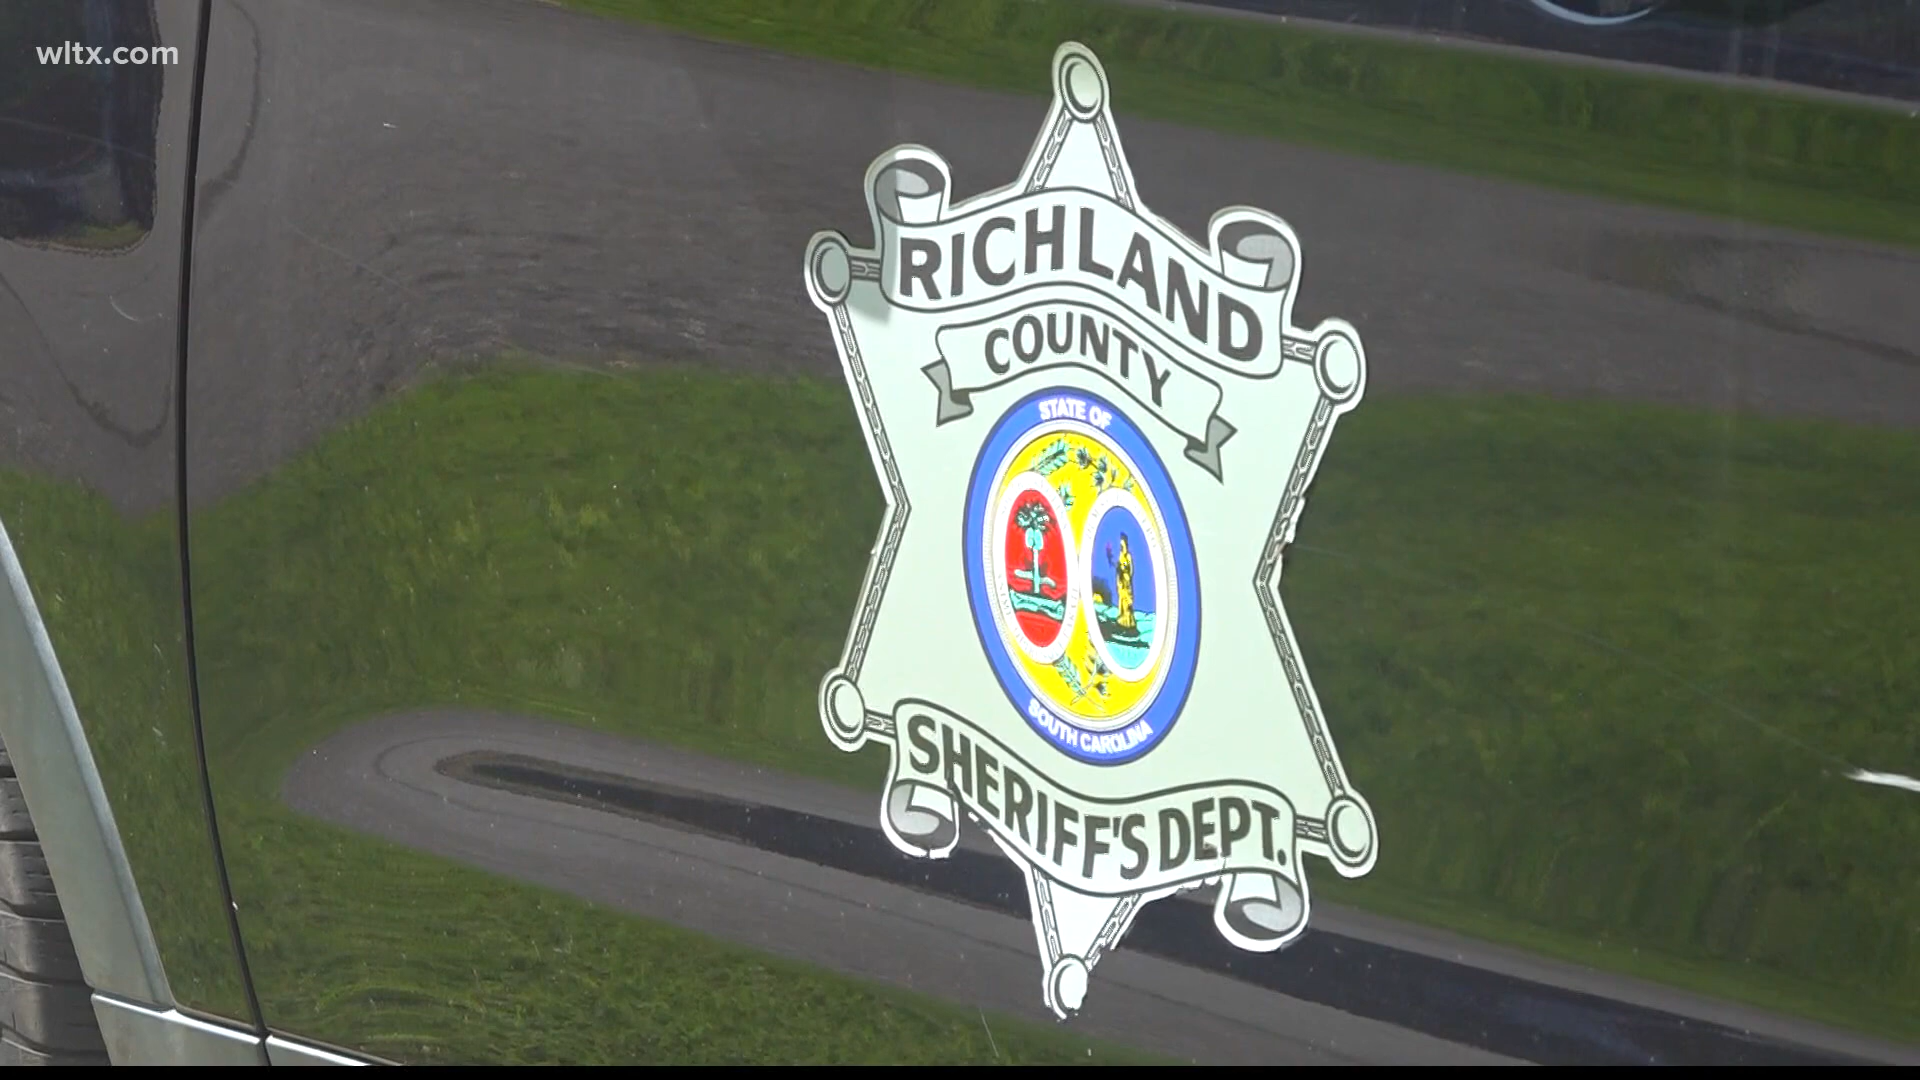 wltx.com
RICHLAND
COUNTY
STATE OF
SOUTH CAROLINA
SHERIFF'S DEPT.